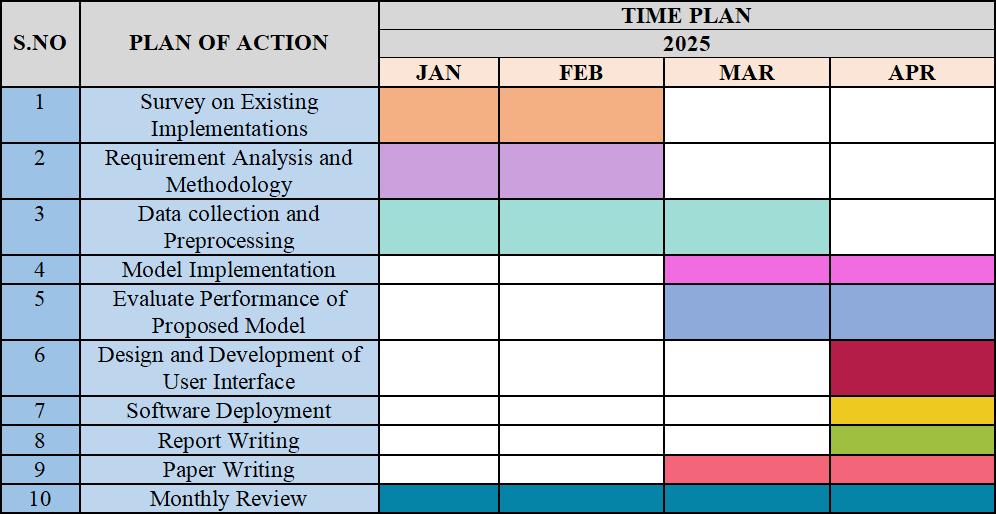 S.NO
PLAN OF ACTION
TIME PLAN
2025
JAN
FEB
MAR
APR
1
Survey on Existing
Implementations
2
Requirement Analysis and
Methodology
3
Data collection and
Preprocessing
4
Model Implementation
5
Evaluate Performance of
Proposed Model
6
Design and Development of
User Interface
7
Software Deployment
8
Report Writing
9
Paper Writing
10
Monthly Review